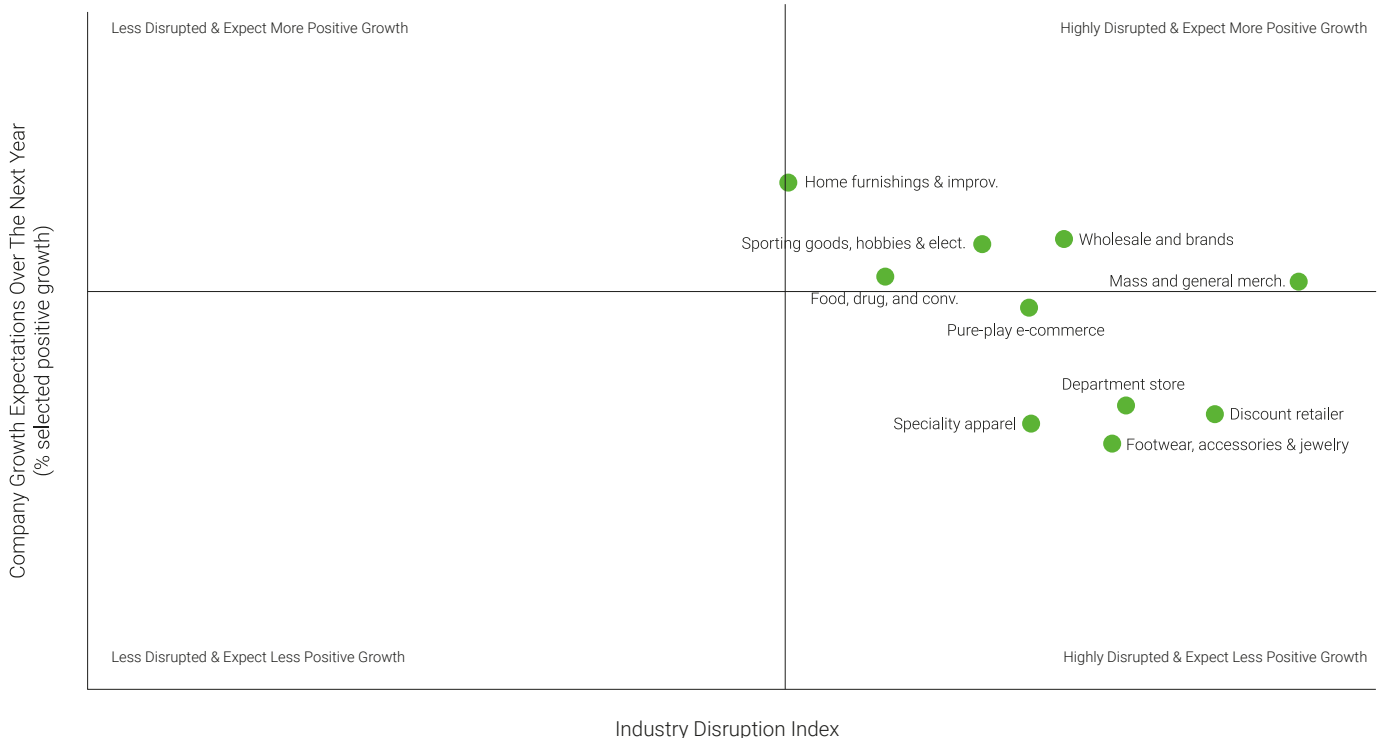 Less Disrupted & Expect More Positive Growth
Highly Disrupted & Expect More Positive Growth
Company Growth Expectations Over The Next Year
(% selected positive growth)
Home furnishings & improv.
Sporting goods, hobbies & elect.
Wholesale and brands
Mass and general merch.
Food, drug, and conv.
Pure-play e-commerce
Department store
Speciality apparel
Discount retailer
Footwear, accessories & jewelry
Less Disrupted & Expect Less Positive Growth
Highly Disrupted & Expect Less Positive Growth
Industry Disruption Index